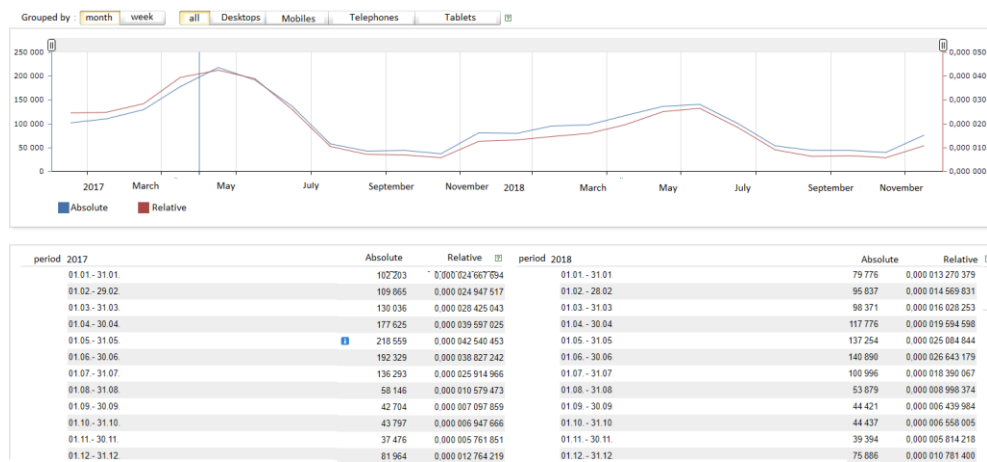 Grouped by : month week all Desktops Mobiles Telephones Tablets ?
250 000 0,000 050
200 000 0,000 040
150 000 0,000 030
100 000 0,000 020
50 000 0,000 010
0 0,000 000
2017 March May July September November 2018 March May July September November
Absolute Relative
period 2017 Absolute Relative ? period 2018 Absolute Relative
01.01.- 31.01. 102 203 0,000 024 667 694 01.01. - 31.01 79 776 0,000 013 270 379
01.02.- 29.02. 109 865 0,000 024 947 517 01.02. - 28.02 95 837 0,000 014 569 831
01.03.- 31.03. 130 036 0,000 028 425 043 01.03. - 31.03 98 371 0,000 016 028 253
01.04.- 30.04. 177 625 0,000 039 597 025 01.04. - 30.04 117 776 0,000 019 594 598
01.05.- 31.05. i 218 559 0,000 042 540 453 01.05. - 31.05 137 254 0,000 025 084 844
01.06.- 30.06. 192 329 0,000 038 827 242 01.06. - 30.06 140 890 0,000 026 643 179
01.07.- 31.07. 136 293 0,000 025 914 966 01.07. - 31.07 100 996 0,000 018 390 067
01.08.- 31.08. 58 146 0,000 010 579 473 01.08. - 31.08 53 879 0,000 008 998 374
01.09.- 30.09. 42 704 0,000 007 097 859 01.09. - 30.09 44 421 0,000 006 439 984
01.10.- 31.10. 43 797 0,000 006 947 666 01.10. - 31.10 44 437 0,000 006 558 005
01.11.- 30.11. 37 476 0,000 005 761 851 01.11. - 30.11. 39 394 0,000 005 814 218
01.12.- 31.12. 81 964 0,000 012 764 219 01.12. - 31.12 75 886 0,000 010 781 400